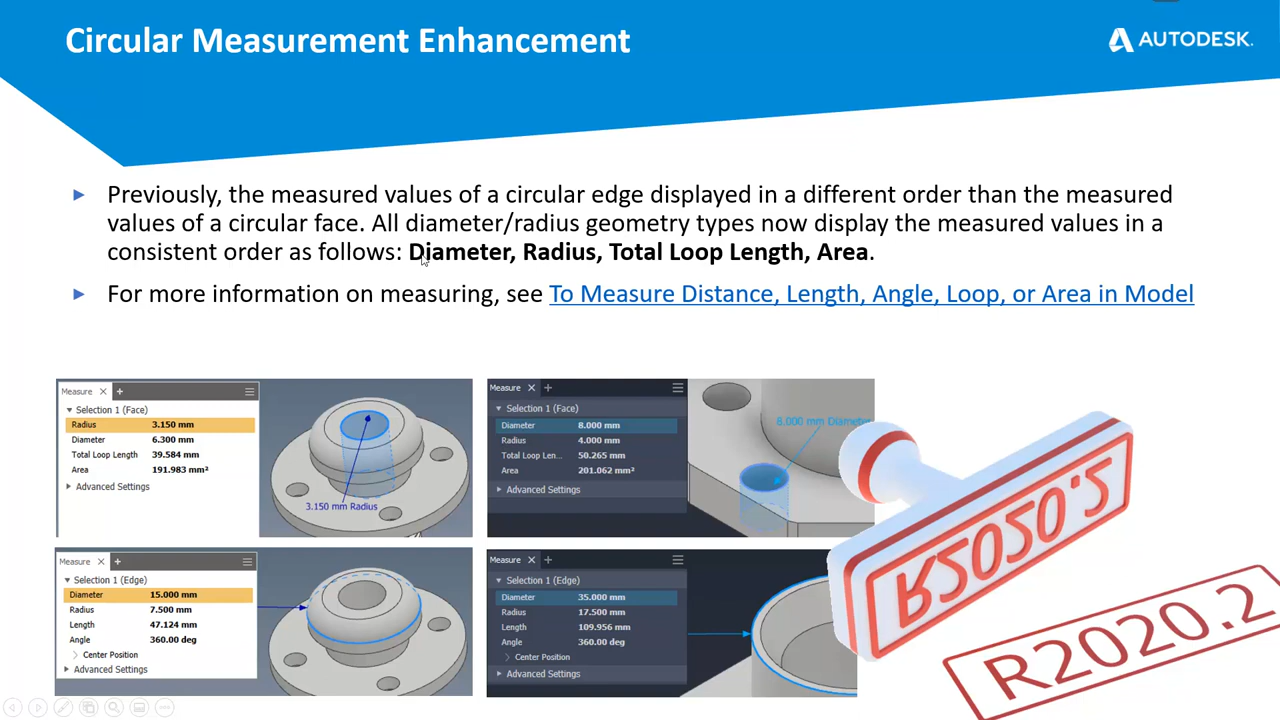 Circular Measurement Enhancement
AUTODESK.
Previously, the measured values of a circular edge displayed in a different order than the measured
values of a circular face. All diameter/radius geometry types now display the measured values in a
consistent order as follows: Diameter, Radius, Total Loop Length, Area.
For more information on measuring, see To Measure Distance, Length, Angle, Loop, or Area in Model
Measure
Selection 1 (Face)
Radius 3.150 mm
Diameter 6.300 mm
Total Loop Length 39.584 mm
Area 191.983 mm²
Advanced Settings
3.150 mm Radius
Measure
Selection 1 (Face)
Diameter 8.000 mm
Radius 4.000 mm
Total Loop Len... 50.265 mm
Area 201.062 mm²
Advanced Settings
8.000 mm Diameter
Measure
Selection 1 (Edge)
Diameter 15.000 mm
Radius 7.500 mm
Length 47.124 mm
Angle 360.00 deg
Center Position
Advanced Settings
Measure
Selection 1 (Edge)
Diameter 35.000 mm
Radius 17.500 mm
Length 109.956 mm
Angle 360.00 deg
Center Position
Advanced Settings
R2020.2
R2020.2